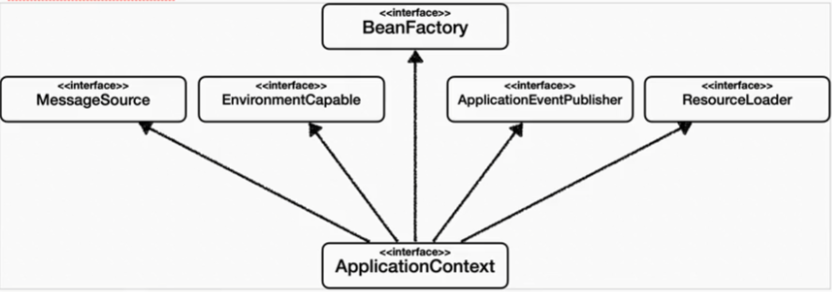 <<interface>>
BeanFactory
<<interface>>
MessageSource
<<interface>>
EnvironmentCapable
<<interface>>
ApplicationEventPublisher
<<interface>>
ResourceLoader
<<interface>>
ApplicationContext